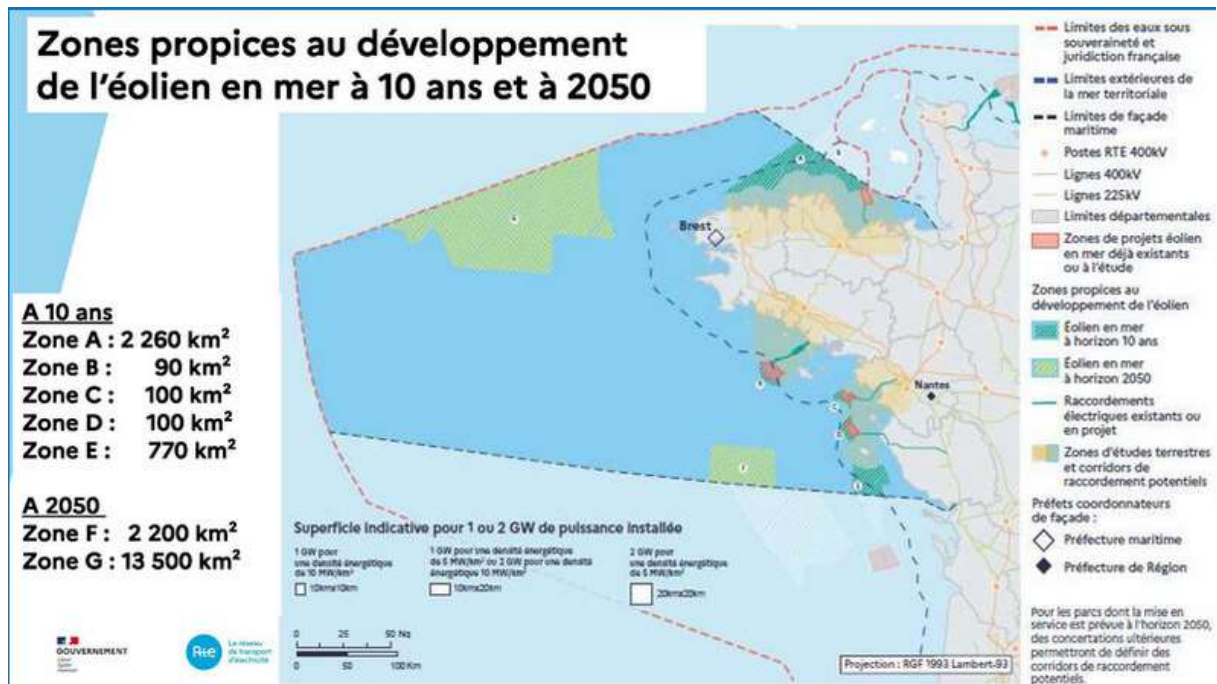 Zones propices au développement
de l'éolien en mer à 10 ans et à 2050
A 10 ans
Zone A : 2 260 km²
Zone B : 90 km²
Zone C : 100 km²
Zone D : 100 km²
Zone E : 770 km²
A 2050
Zone F : 2 200 km²
Zone G : 13 500 km²
GOUVERNEMENT
Rte
Le réseau
de transport
d'électricité
Brest
Nantes
G
A
B
C
D
E
F
Superficie indicative pour 1 ou 2 GW de puissance installée
1 GW pour
une densité énergétique
de 10 MW/km²
10kmx10km
1 GW pour une densité énergétique
de 5 MW/km² ou 2 GW pour une densité
énergétique 10 MW/km²
10kmx20km
2 GW pour
une densité énergétique
de 5 MW/km²
20kmx20km
0 25 50 Nq
0 50 100 Km
Projection : RGF 1993 Lambert-93
Limites des eaux sous
souveraineté et
juridiction française
Limites extérieures de
la mer territoriale
Limites de façade
maritime
Postes RTE 400kV
Lignes 400kV
Lignes 225kV
Limites départementales
Zones de projets éolien
en mer déjà existants
ou à l'étude
Zones propices au
développement de l'éolien
Éolien en mer
à horizon 10 ans
Éolien en mer
à horizon 2050
Raccordements
électriques existants ou
en projet
Zones d'études terrestres
et corridors de
raccordement potentiels
Préfets coordonnateurs
de façade :
Préfecture maritime
Préfecture de Région
Pour les parcs dont la mise en
service est prévue à l'horizon 2050,
des concertations ultérieures
permettront de définir des
corridors de raccordement
potentiels.